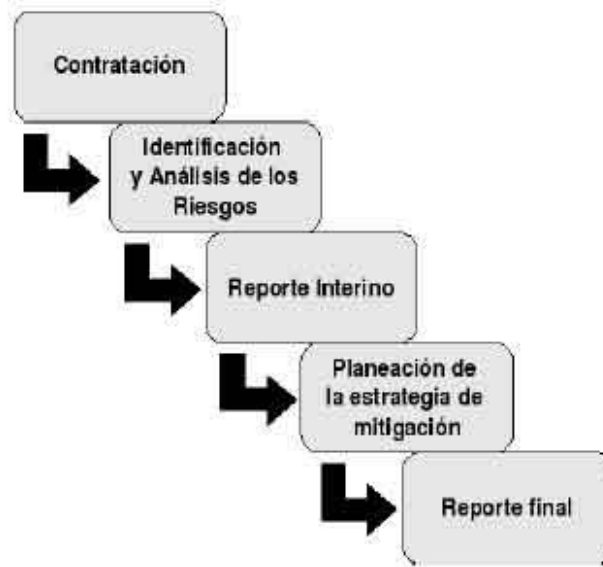 Contratación
Identificación
y Análisis de los
Riesgos
Reporte Interino
Planeación de
la estrategia de
mitigación
Reporte final